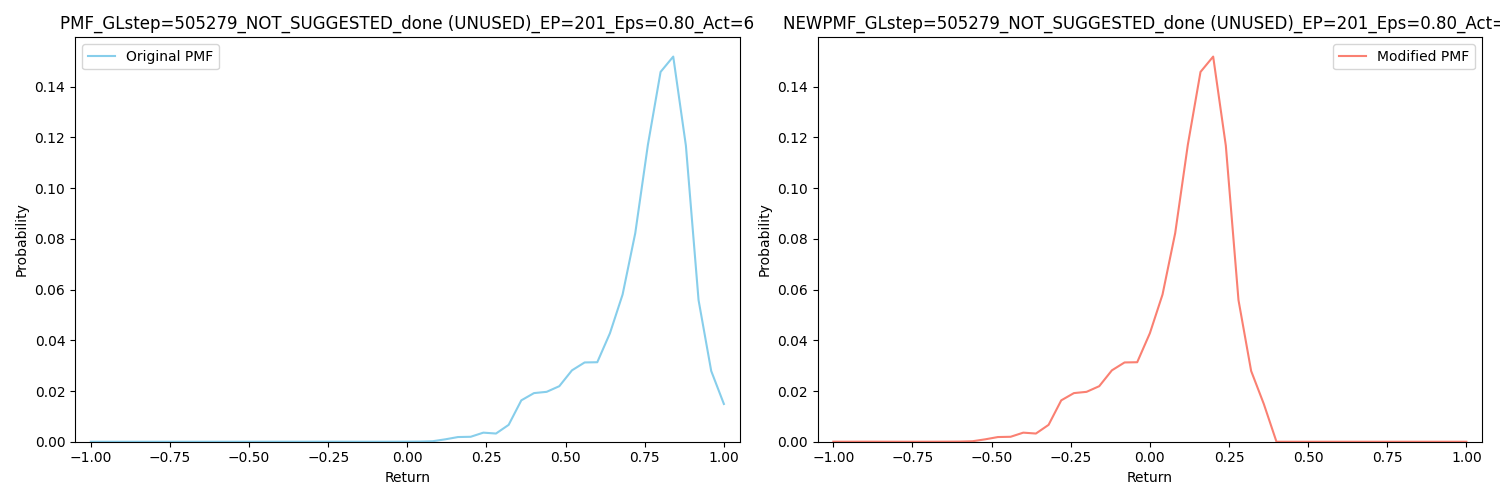 PMF_GLstep=505279_NOT_SUGGESTED_done (UNUSED)_EP=201_Eps=0.80_Act=6
Original PMF
Probability
0.14
0.12
0.10
0.08
0.06
0.04
0.02
0.00
−1.00 −0.75 −0.50 −0.25 0.00 0.25 0.50 0.75 1.00
Return
NEWPMF_GLstep=505279_NOT_SUGGESTED_done (UNUSED)_EP=201_Eps=0.80_Act=
Modified PMF
Probability
0.14
0.12
0.10
0.08
0.06
0.04
0.02
0.00
−1.00 −0.75 −0.50 −0.25 0.00 0.25 0.50 0.75 1.00
Return